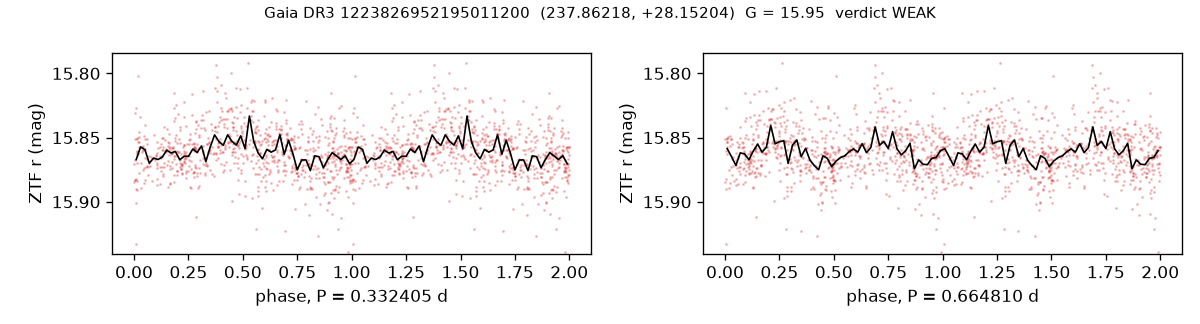 Gaia DR3 1223826952195011200 (237.86218, +28.15204) G = 15.95 verdict WEAK
ZTF r (mag)
15.80
15.85
15.90
0.00 0.25 0.50 0.75 1.00 1.25 1.50 1.75 2.00
phase, P = 0.332405 d
ZTF r (mag)
15.80
15.85
15.90
0.00 0.25 0.50 0.75 1.00 1.25 1.50 1.75 2.00
phase, P = 0.664810 d